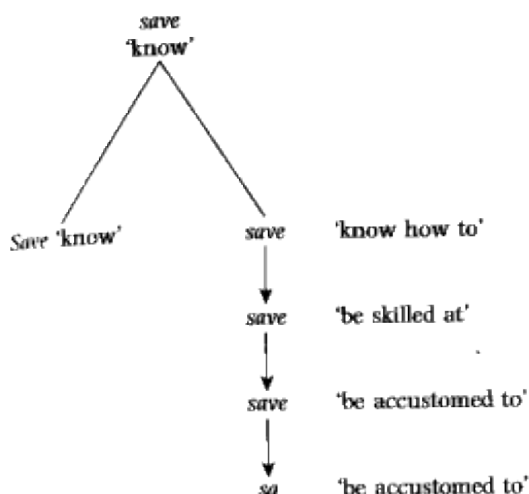 save
'know'
Save 'know' save 'know how to'
save 'be skilled at'
save 'be accustomed to'
sa 'be accustomed to'